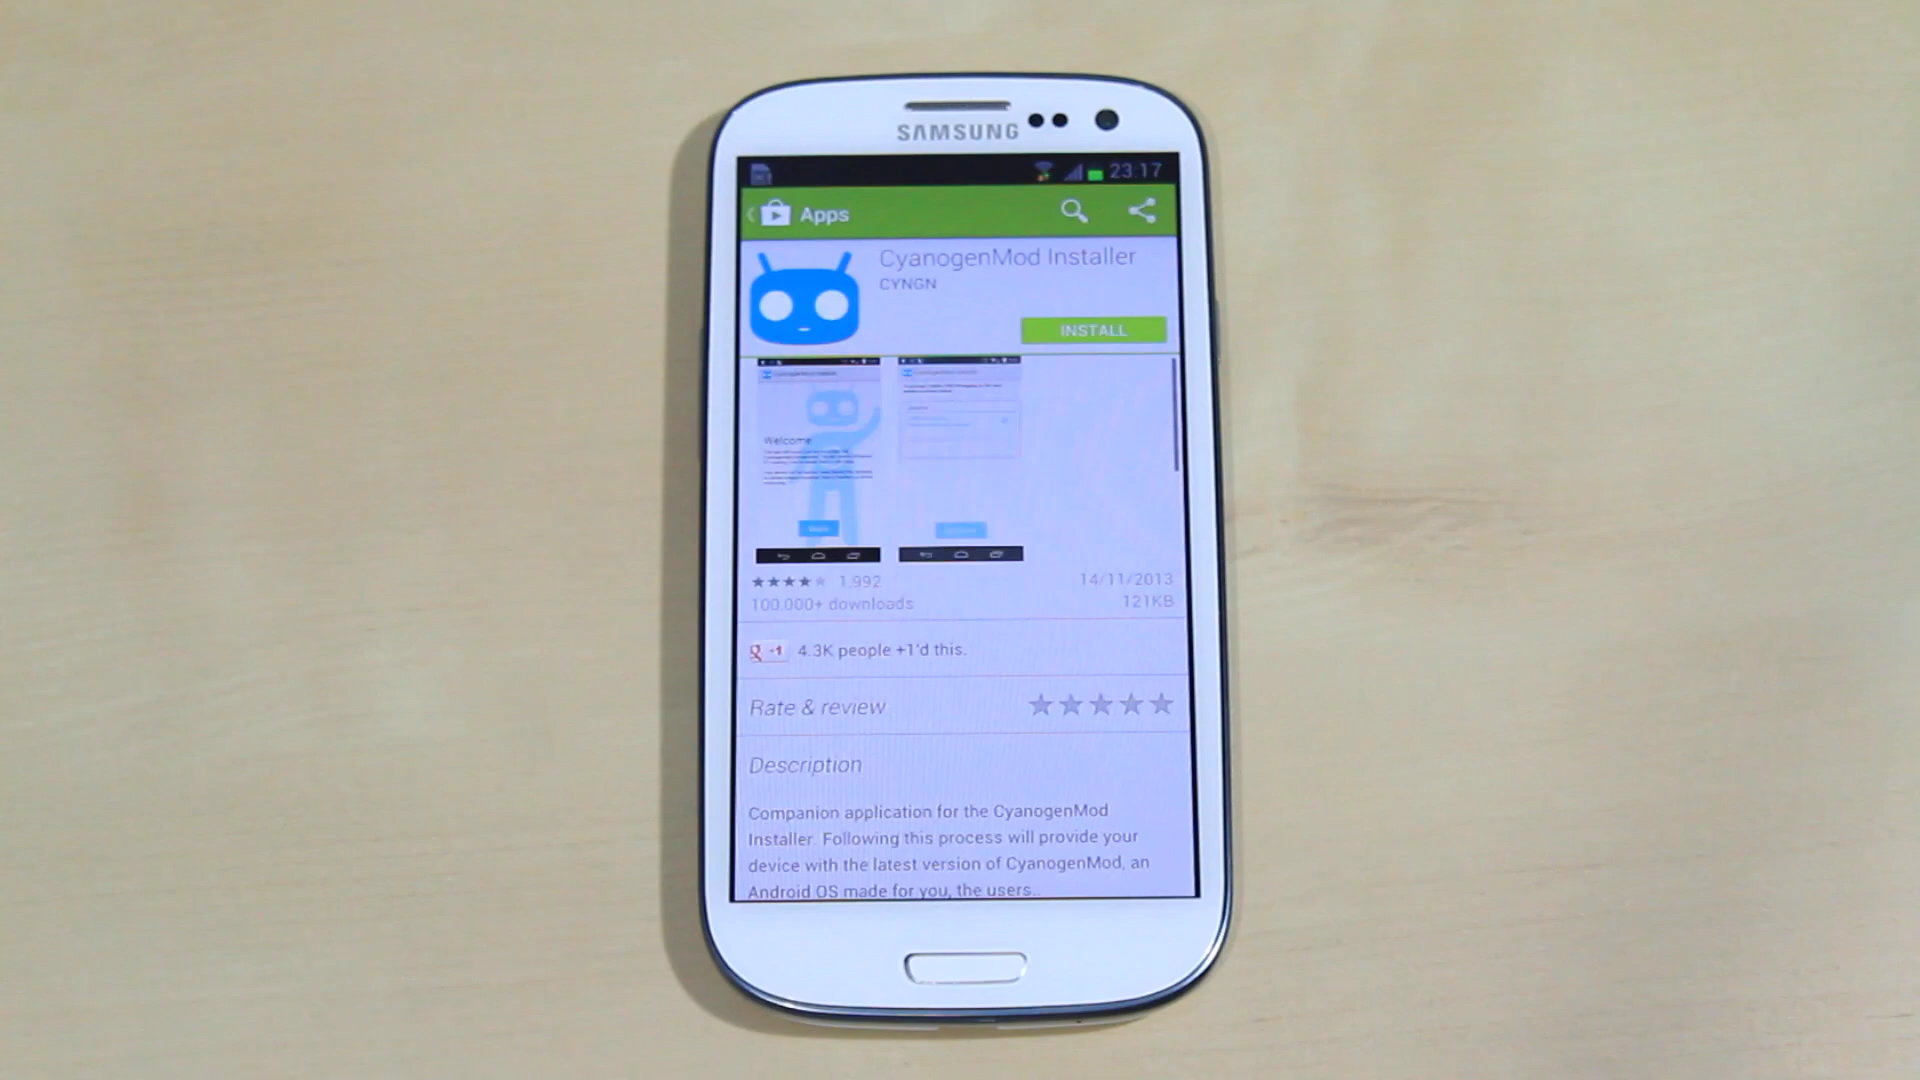 SAMSUNG
23:17
Apps
CyanogenMod Installer
CYNGN
INSTALL
Welcome
1,992
14/11/2013
100.000+ downloads
121KB
+1 4.3K people +1'd this.
Rate & review
Description
Companion application for the CyanogenMod
Installer. Following this process will provide your
device with the latest version of CyanogenMod, an
Android OS made for you, the users..